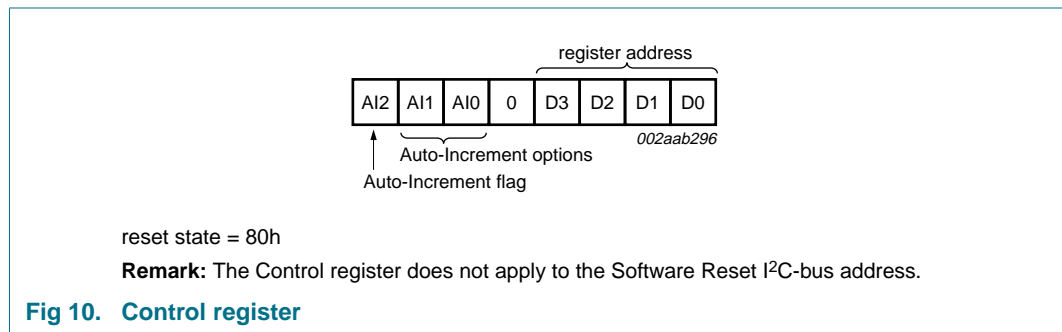 register address
AI2 AI1 AI0 0 D3 D2 D1 D0
002aab296
Auto-Increment options
Auto-Increment flag
reset state = 80h
Remark: The Control register does not apply to the Software Reset I²C-bus address.
Fig 10. Control register